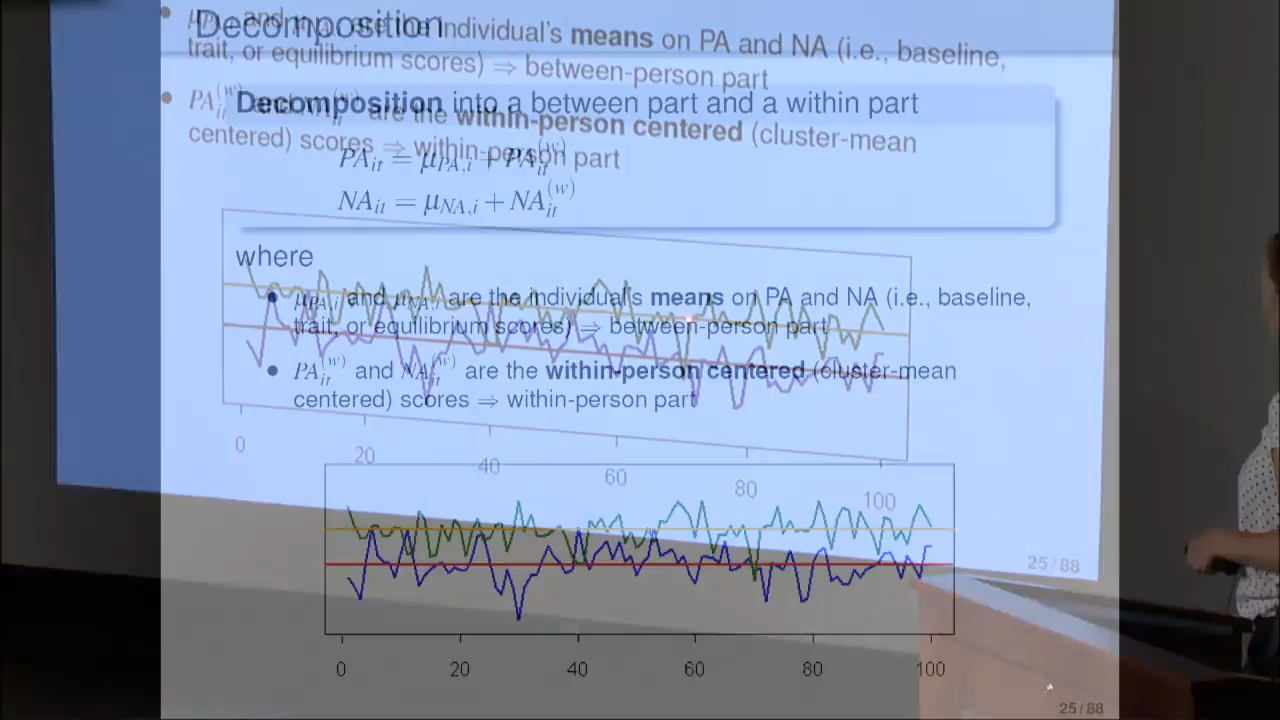 Decomposition
μ_PA,i and μ_NA,i are the individual's means on PA and NA (i.e., baseline,
trait, or equilibrium scores) ⇒ between-person part
PA_it^(w) and NA_it^(w) are the within-person centered (cluster-mean
centered) scores ⇒ within-person part
Decomposition into a between part and a within part
PA_it = μ_PA,i + PA_it^(w)
NA_it = μ_NA,i + NA_it^(w)
where
• μ_PA,i and μ_NA,i are the individual's means on PA and NA (i.e., baseline,
trait, or equilibrium scores) ⇒ between-person part
• PA_it^(w) and NA_it^(w) are the within-person centered (cluster-mean
centered) scores ⇒ within-person part
0 20 40 60 80 100
25/88
0 20 40 60 80 100
25/88